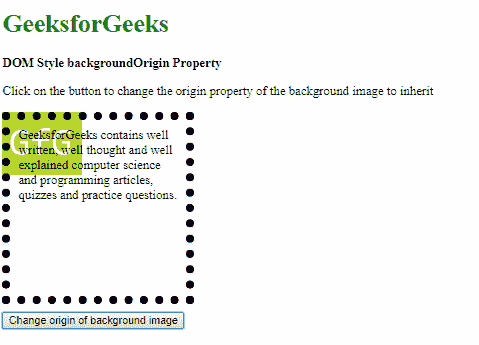 GeeksforGeeks
DOM Style backgroundOrigin Property
Click on the button to change the origin property of the background image to inherit
GfG
GeeksforGeeks contains well
written, well thought and well
explained computer science
and programming articles,
quizzes and practice questions.
Change origin of background image